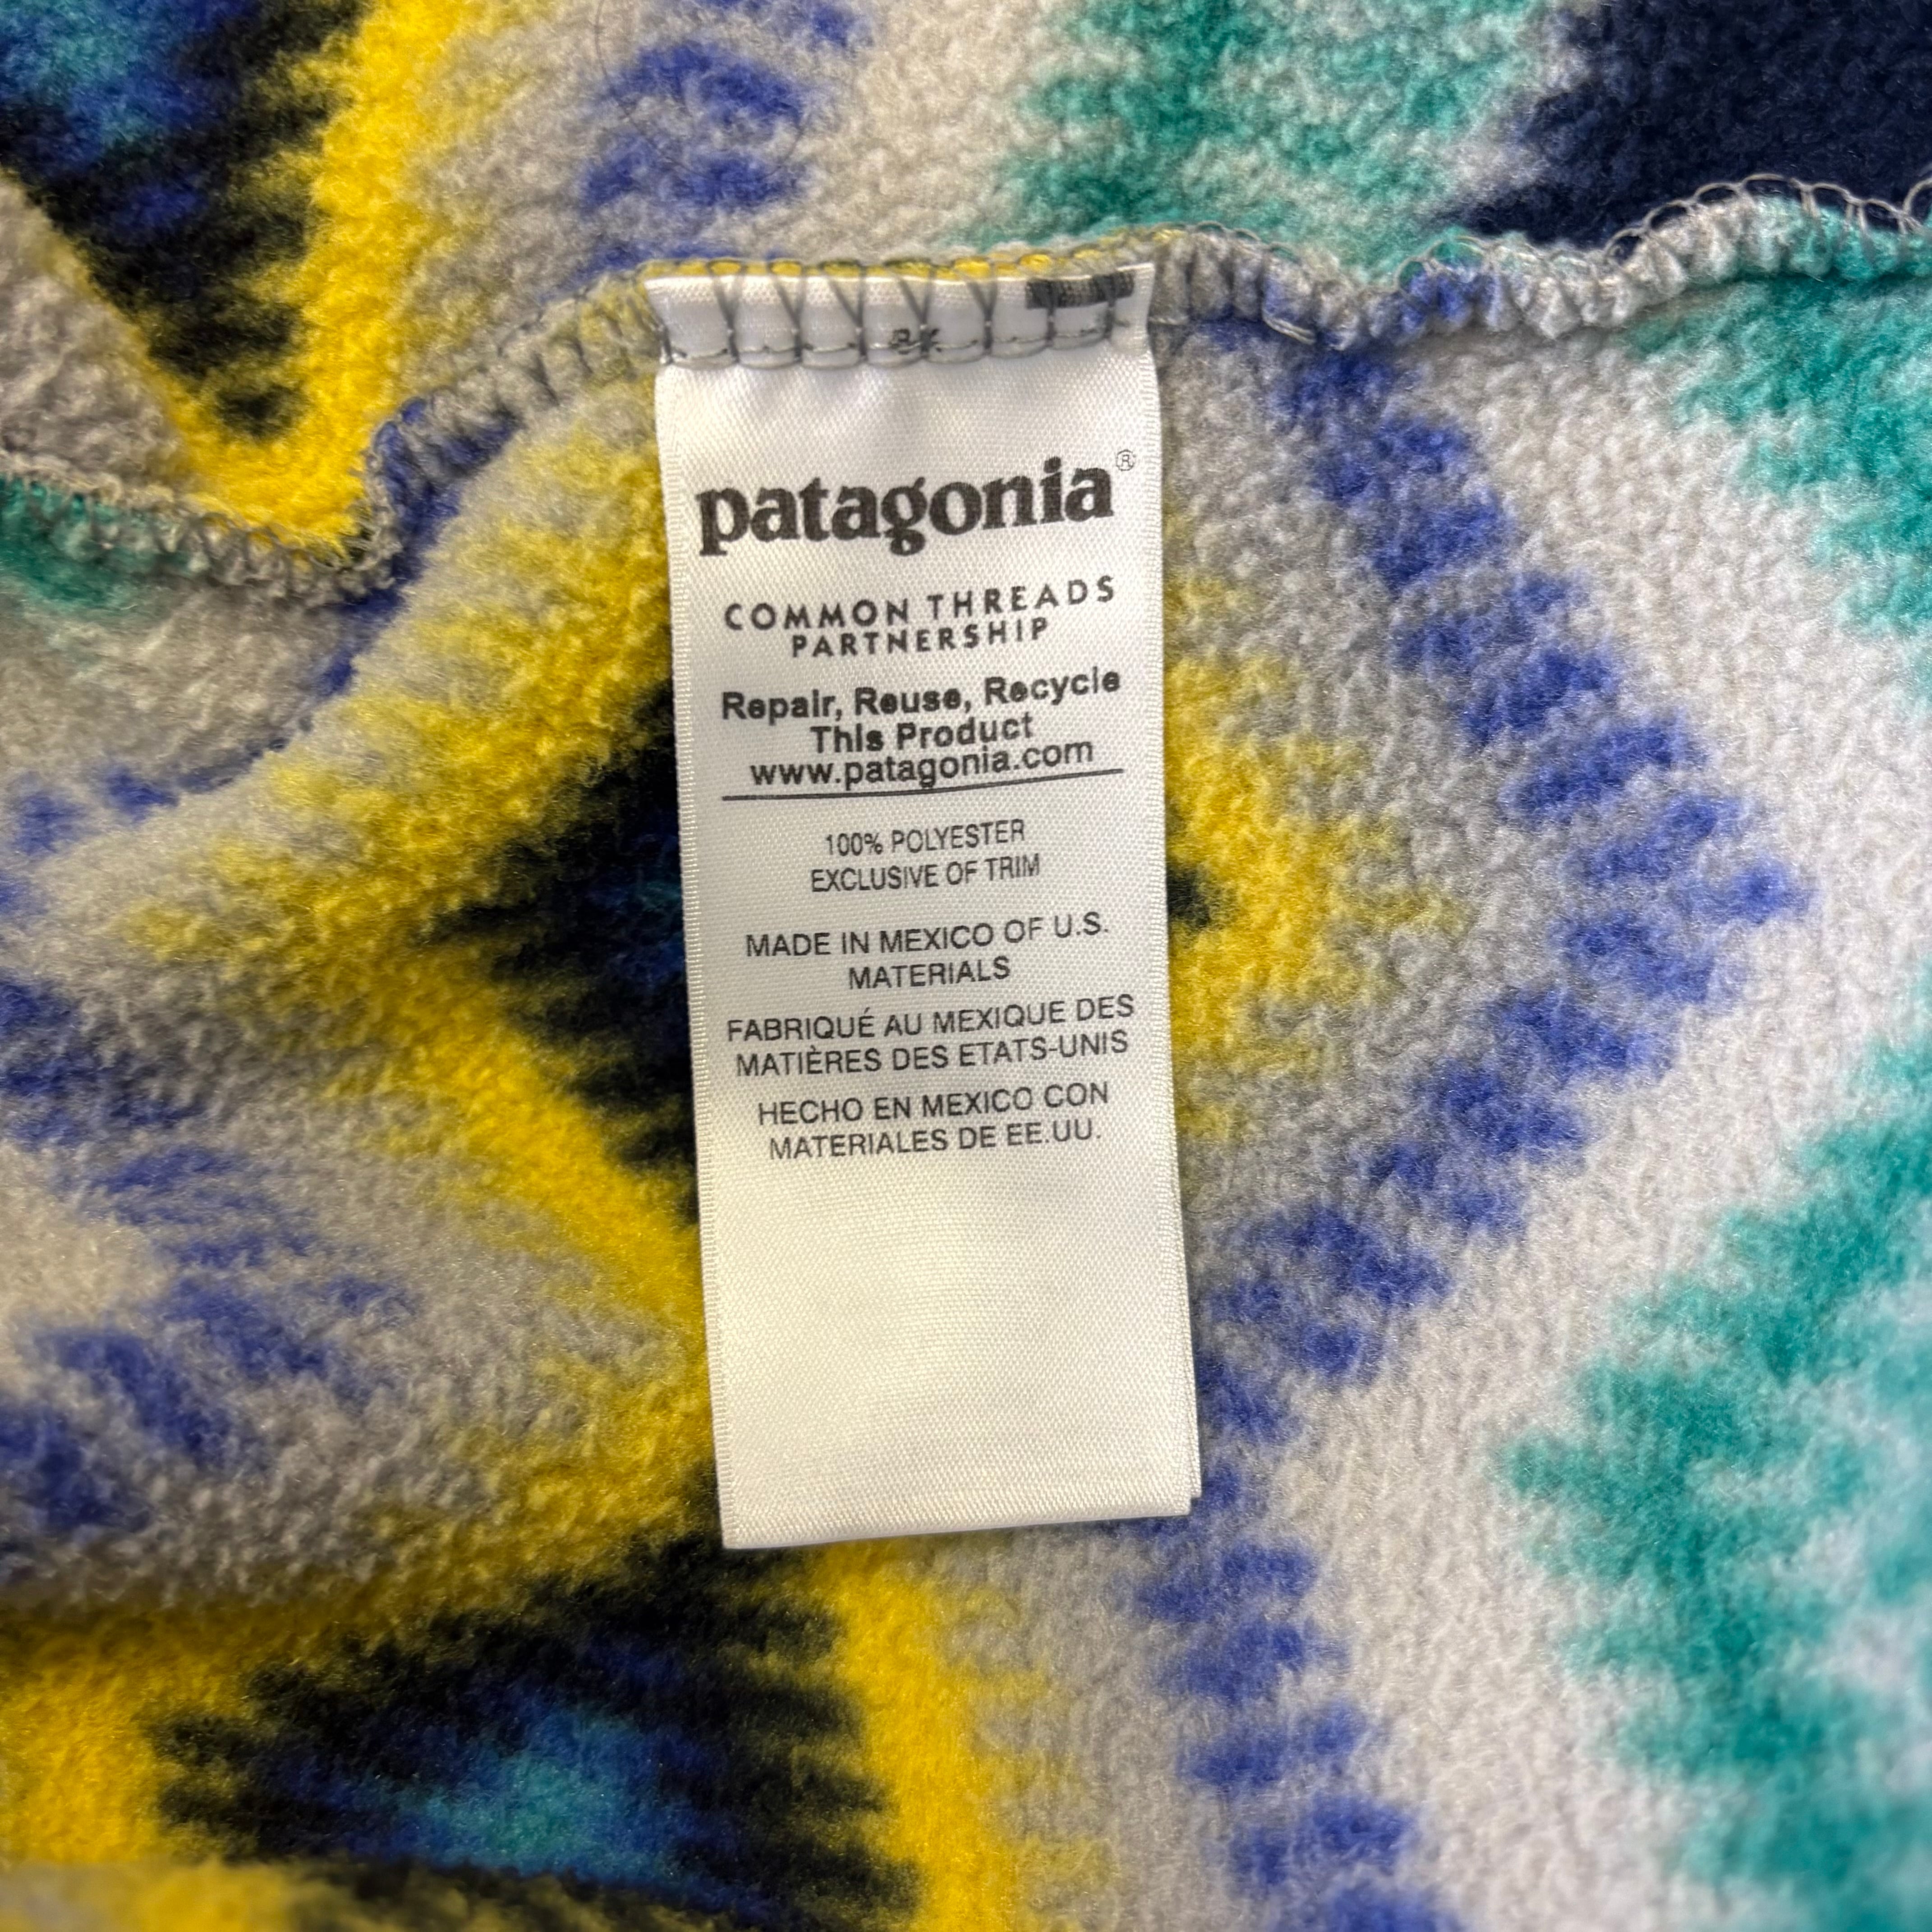 patagonia®
COMMON THREADS
PARTNERSHIP
Repair, Reuse, Recycle
This Product
www.patagonia.com
100% POLYESTER
EXCLUSIVE OF TRIM
MADE IN MEXICO OF U.S.
MATERIALS
FABRIQUÉ AU MEXIQUE DES
MATIÈRES DES ETATS-UNIS
HECHO EN MEXICO CON
MATERIALES DE EE.UU.